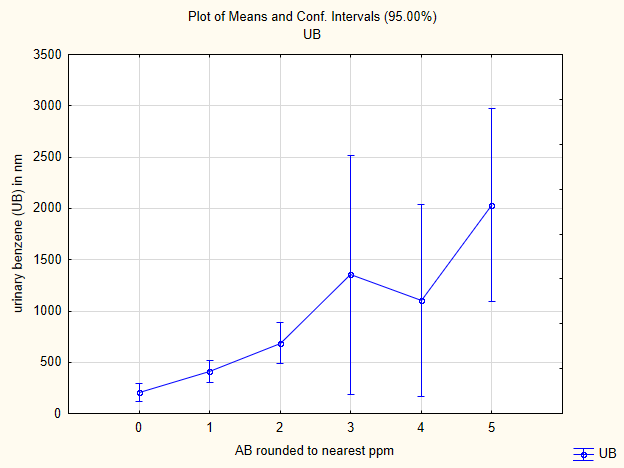 Plot of Means and Conf. Intervals (95.00%)
UB
3500
3000
2500
2000
1500
1000
500
0
urinary benzene (UB) in nm
0 1 2 3 4 5
AB rounded to nearest ppm
UB